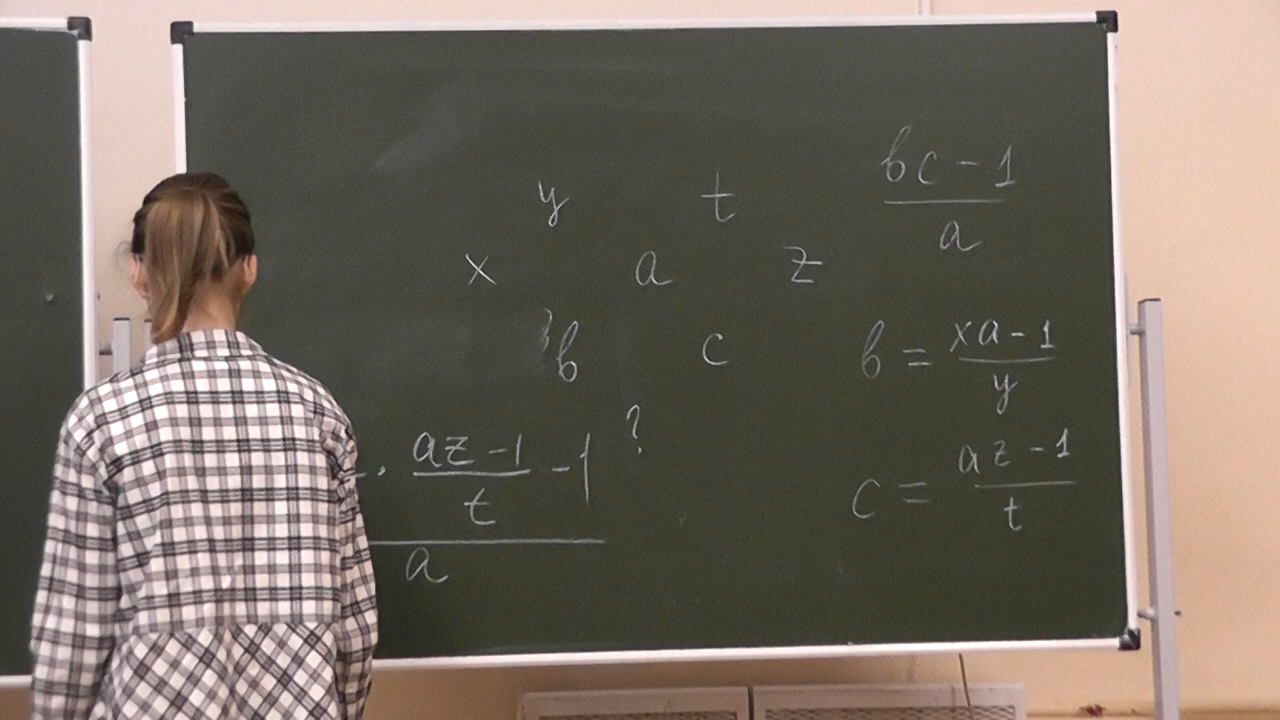 y t
x a z
b c
· (az - 1)/t - 1 ?
a
(bc - 1)/a
b = (xa - 1)/y
c = (az - 1)/t